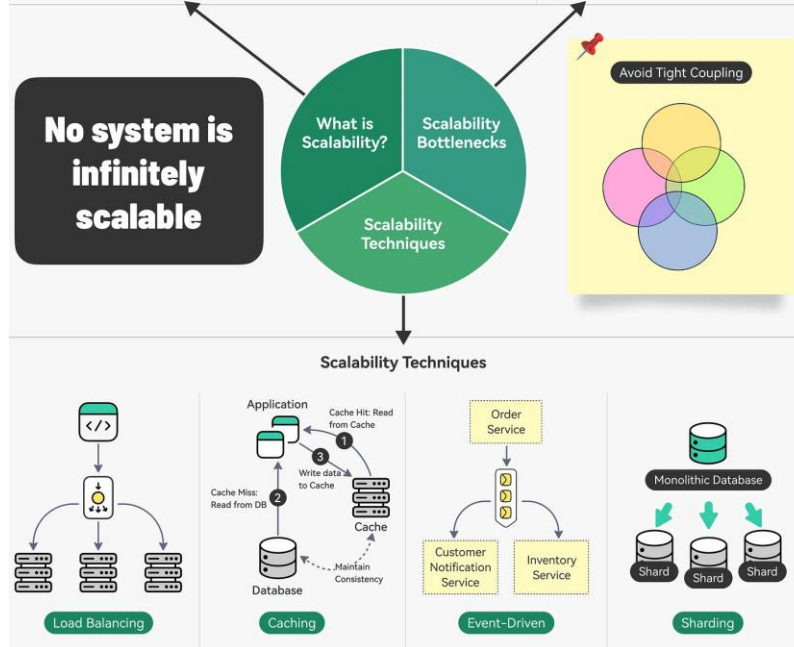 No system is
infinitely
scalable
What is
Scalability?
Scalability
Bottlenecks
Scalability
Techniques
Avoid Tight Coupling
Scalability Techniques
</>
Load Balancing
Application
Cache Hit: Read
from Cache
1
3
Write data
to Cache
Cache Miss:
Read from DB
2
Cache
Maintain
Consistency
Database
Caching
Order
Service
Customer
Notification
Service
Inventory
Service
Event-Driven
Monolithic Database
Shard
Shard
Shard
Sharding